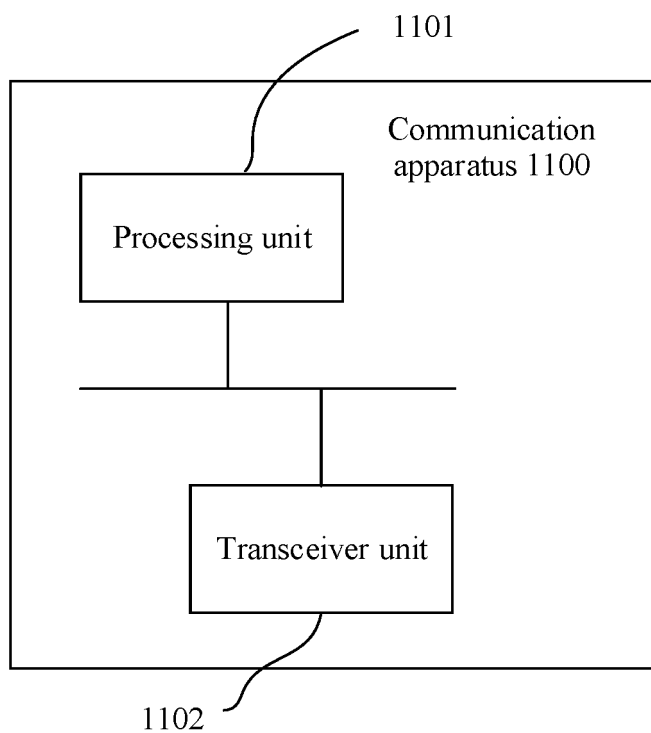 1101
Communication
apparatus 1100
Processing unit
Transceiver unit
1102